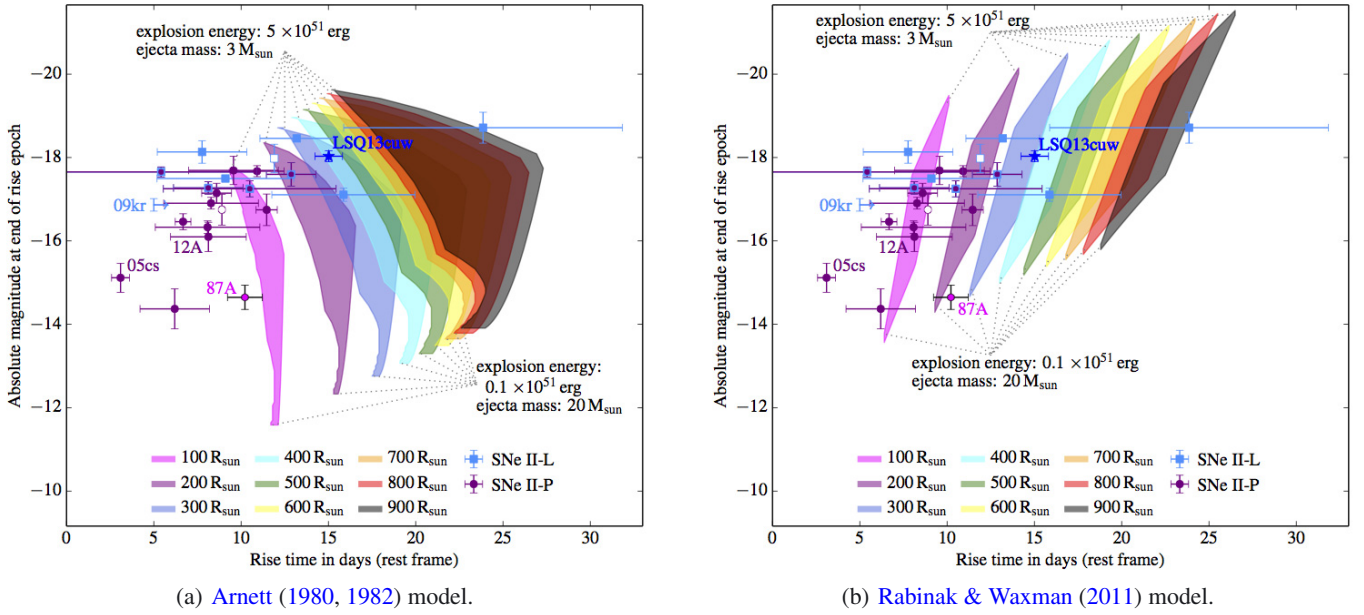 explosion energy: 5 ×10^51 erg
ejecta mass: 3 M_sun
Absolute magnitude at end of rise epoch
−20
−18
−16
−14
−12
−10
LSQ13cuw
09kr
12A
05cs
87A
explosion energy:
0.1 ×10^51 erg
ejecta mass: 20 M_sun
100 R_sun
200 R_sun
300 R_sun
400 R_sun
500 R_sun
600 R_sun
700 R_sun
800 R_sun
900 R_sun
SNe II-L
SNe II-P
0 5 10 15 20 25 30
Rise time in days (rest frame)
(a) Arnett (1980, 1982) model.
explosion energy: 5 ×10^51 erg
ejecta mass: 3 M_sun
Absolute magnitude at end of rise epoch
−20
−18
−16
−14
−12
−10
LSQ13cuw
09kr
12A
05cs
87A
explosion energy: 0.1 ×10^51 erg
ejecta mass: 20 M_sun
100 R_sun
200 R_sun
300 R_sun
400 R_sun
500 R_sun
600 R_sun
700 R_sun
800 R_sun
900 R_sun
SNe II-L
SNe II-P
0 5 10 15 20 25 30
Rise time in days (rest frame)
(b) Rabinak & Waxman (2011) model.